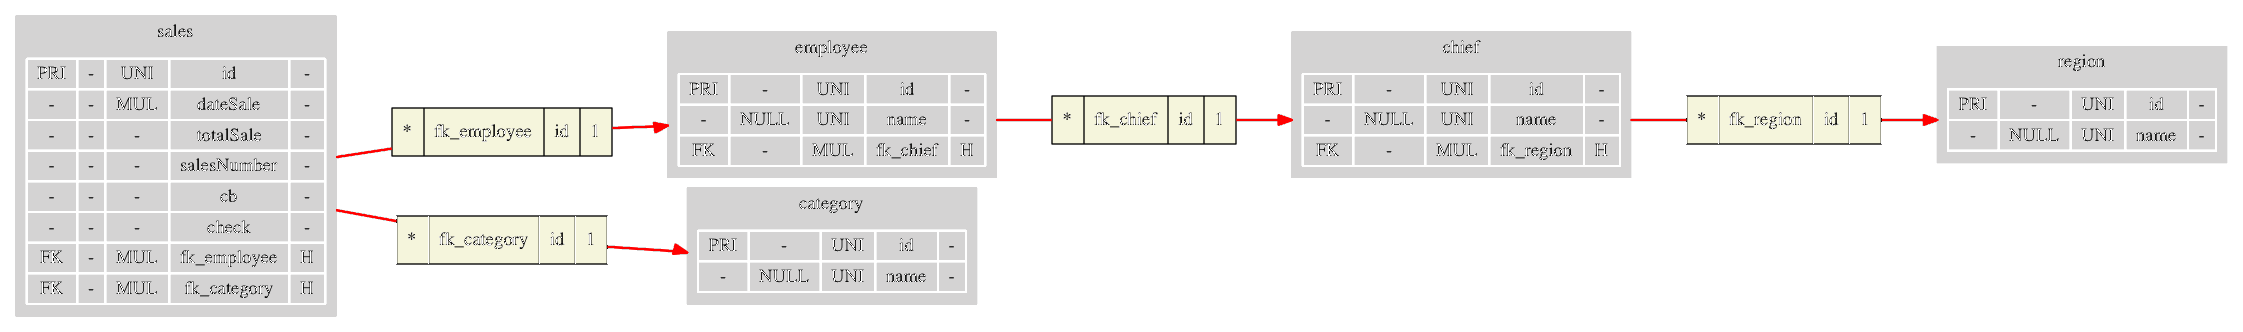 sales
PRI - UNI id -
- - MUL dateSale -
- - - totalSale -
- - - salesNumber -
- - - cb -
- - - check -
FK - MUL fk_employee H
FK - MUL fk_category H
* fk_employee id 1
* fk_category id 1
employee
PRI - UNI id -
- NULL UNI name -
FK - MUL fk_chief H
category
PRI - UNI id -
- NULL UNI name -
* fk_chief id 1
chief
PRI - UNI id -
- NULL UNI name -
FK - MUL fk_region H
* fk_region id 1
region
PRI - UNI id -
- NULL UNI name -